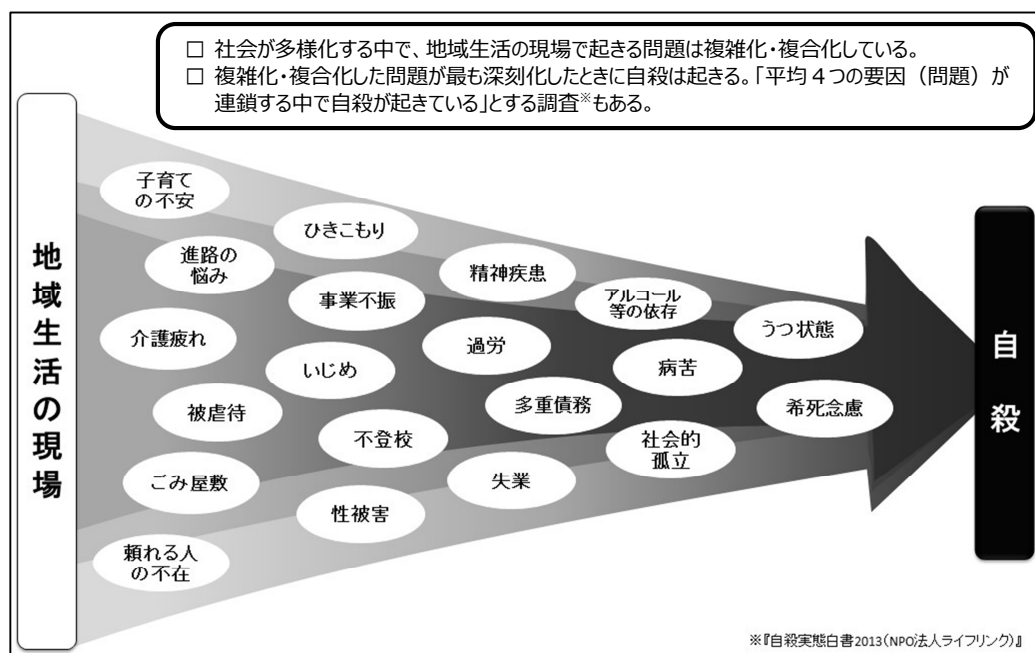 □ 社会が多様化する中で、地域生活の現場で起きる問題は複雑化・複合化している。
□ 複雑化・複合化した問題が最も深刻化したときに自殺は起きる。「平均4つの要因（問題）が
連鎖する中で自殺が起きている」とする調査※もある。
地域生活の現場
子育て
の不安
進路の
悩み
介護疲れ
被虐待
ごみ屋敷
頼れる人
の不在
ひきこもり
事業不振
いじめ
不登校
性被害
精神疾患
過労
多重債務
失業
アルコール
等の依存
病苦
社会的
孤立
うつ状態
希死念慮
自殺
※『自殺実態白書2013(NPO法人ライフリンク)』